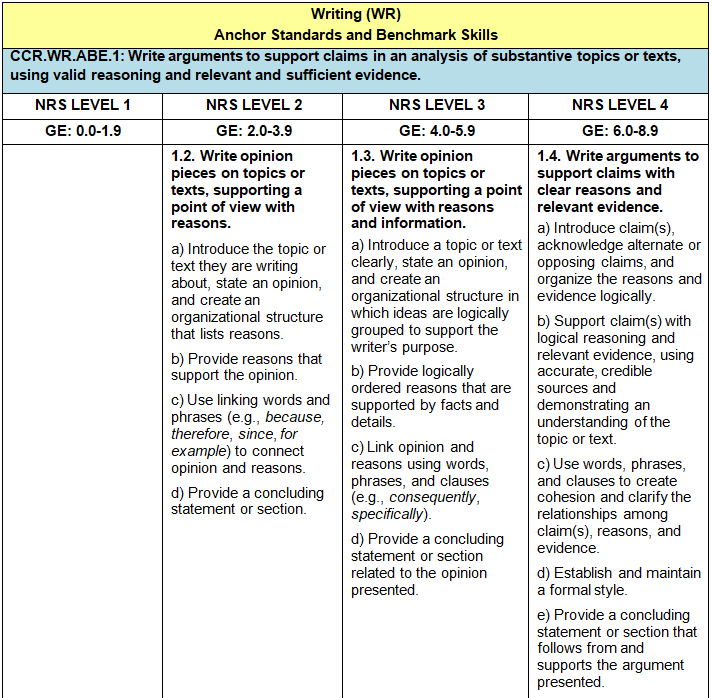 Writing (WR)
Anchor Standards and Benchmark Skills
CCR.WR.ABE.1: Write arguments to support claims in an analysis of substantive topics or texts,
using valid reasoning and relevant and sufficient evidence.
NRS LEVEL 1
NRS LEVEL 2
NRS LEVEL 3
NRS LEVEL 4
GE: 0.0-1.9
GE: 2.0-3.9
GE: 4.0-5.9
GE: 6.0-8.9
1.2. Write opinion
pieces on topics or
texts, supporting a
point of view with
reasons.
a) Introduce the topic or
text they are writing
about, state an opinion,
and create an
organizational structure
that lists reasons.
b) Provide reasons that
support the opinion.
c) Use linking words and
phrases (e.g., because,
therefore, since, for
example) to connect
opinion and reasons.
d) Provide a concluding
statement or section.
1.3. Write opinion
pieces on topics or
texts, supporting a point
of view with reasons
and information.
a) Introduce a topic or text
clearly, state an opinion,
and create an
organizational structure in
which ideas are logically
grouped to support the
writer's purpose.
b) Provide logically
ordered reasons that are
supported by facts and
details.
c) Link opinion and
reasons using words,
phrases, and clauses
(e.g., consequently,
specifically).
d) Provide a concluding
statement or section
related to the opinion
presented.
1.4. Write arguments to
support claims with
clear reasons and
relevant evidence.
a) Introduce claim(s),
acknowledge alternate or
opposing claims, and
organize the reasons and
evidence logically.
b) Support claim(s) with
logical reasoning and
relevant evidence, using
accurate, credible
sources and
demonstrating an
understanding of the
topic or text.
c) Use words, phrases,
and clauses to create
cohesion and clarify the
relationships among
claim(s), reasons, and
evidence.
d) Establish and maintain
a formal style.
e) Provide a concluding
statement or section that
follows from and
supports the argument
presented.